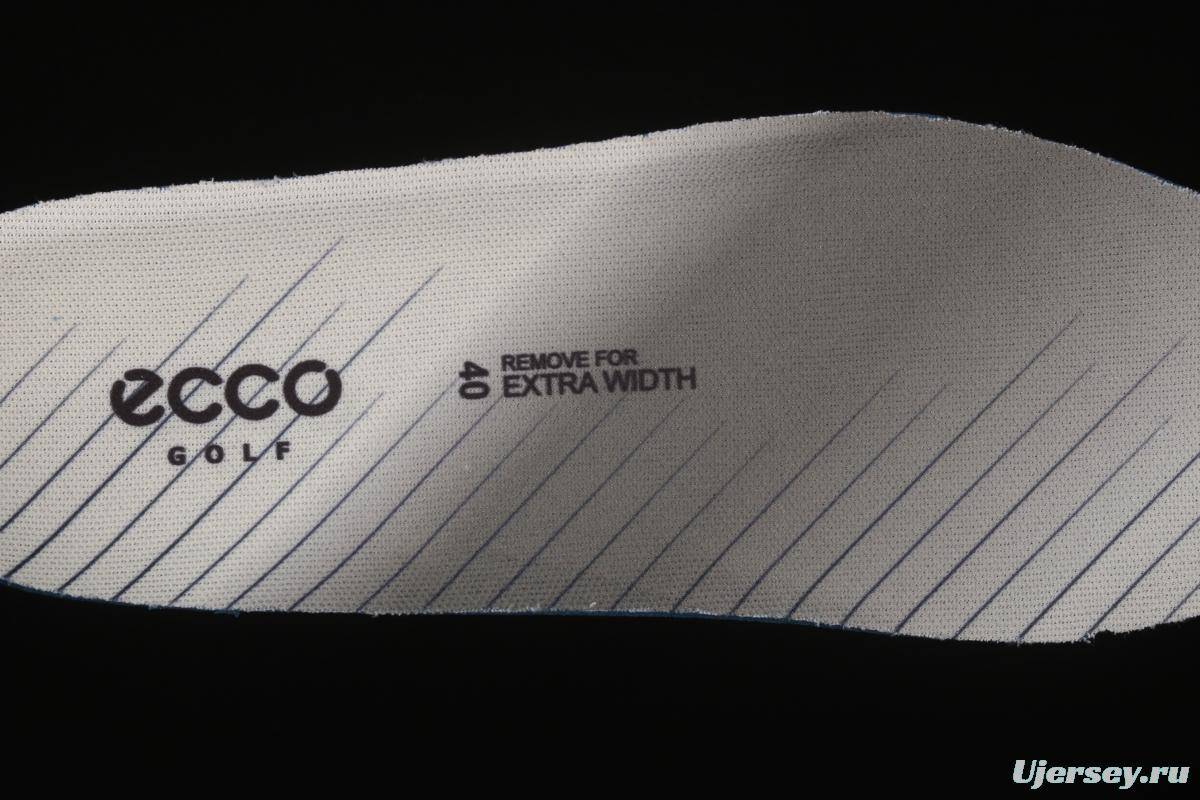 ecco
GOLF
40
REMOVE FOR
EXTRA WIDTH
Ujersey.ru